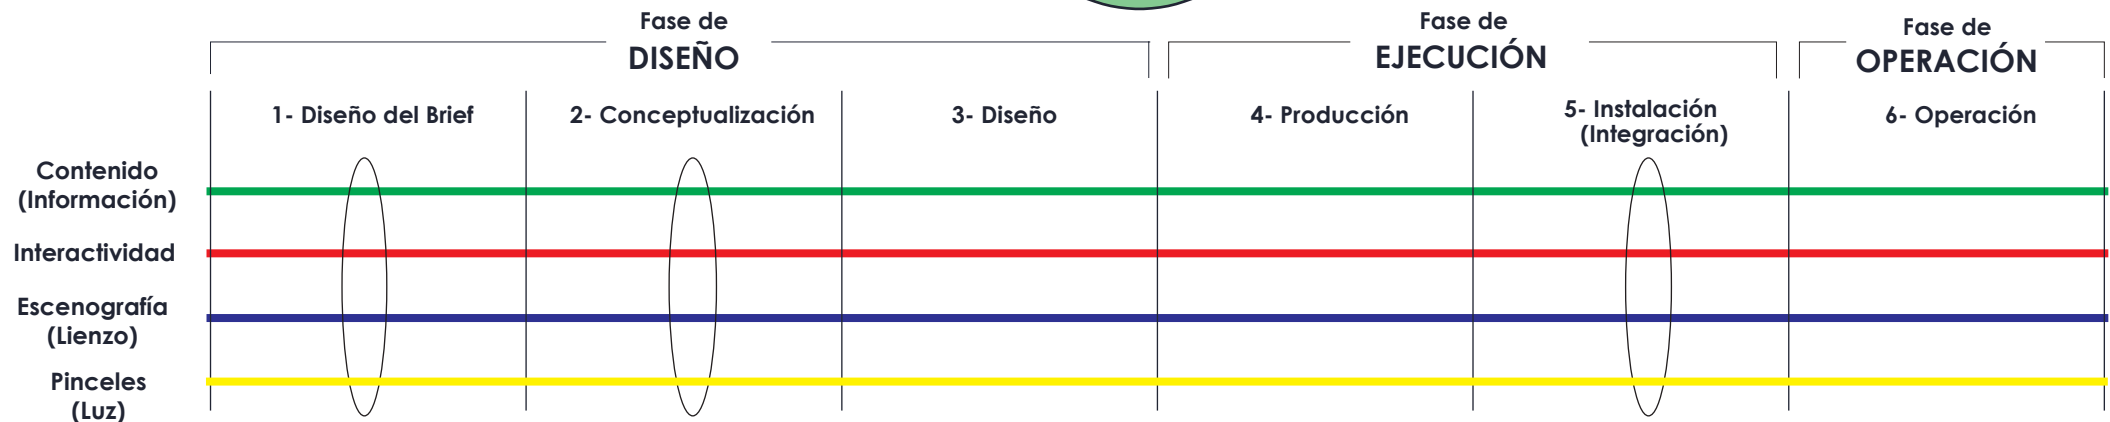 Fase de
DISEÑO
Fase de
EJECUCIÓN
Fase de
OPERACIÓN
1- Diseño del Brief
2- Conceptualización
3- Diseño
4- Producción
5- Instalación
(Integración)
6- Operación
Contenido
(Información)
Interactividad
Escenografía
(Lienzo)
Pinceles
(Luz)